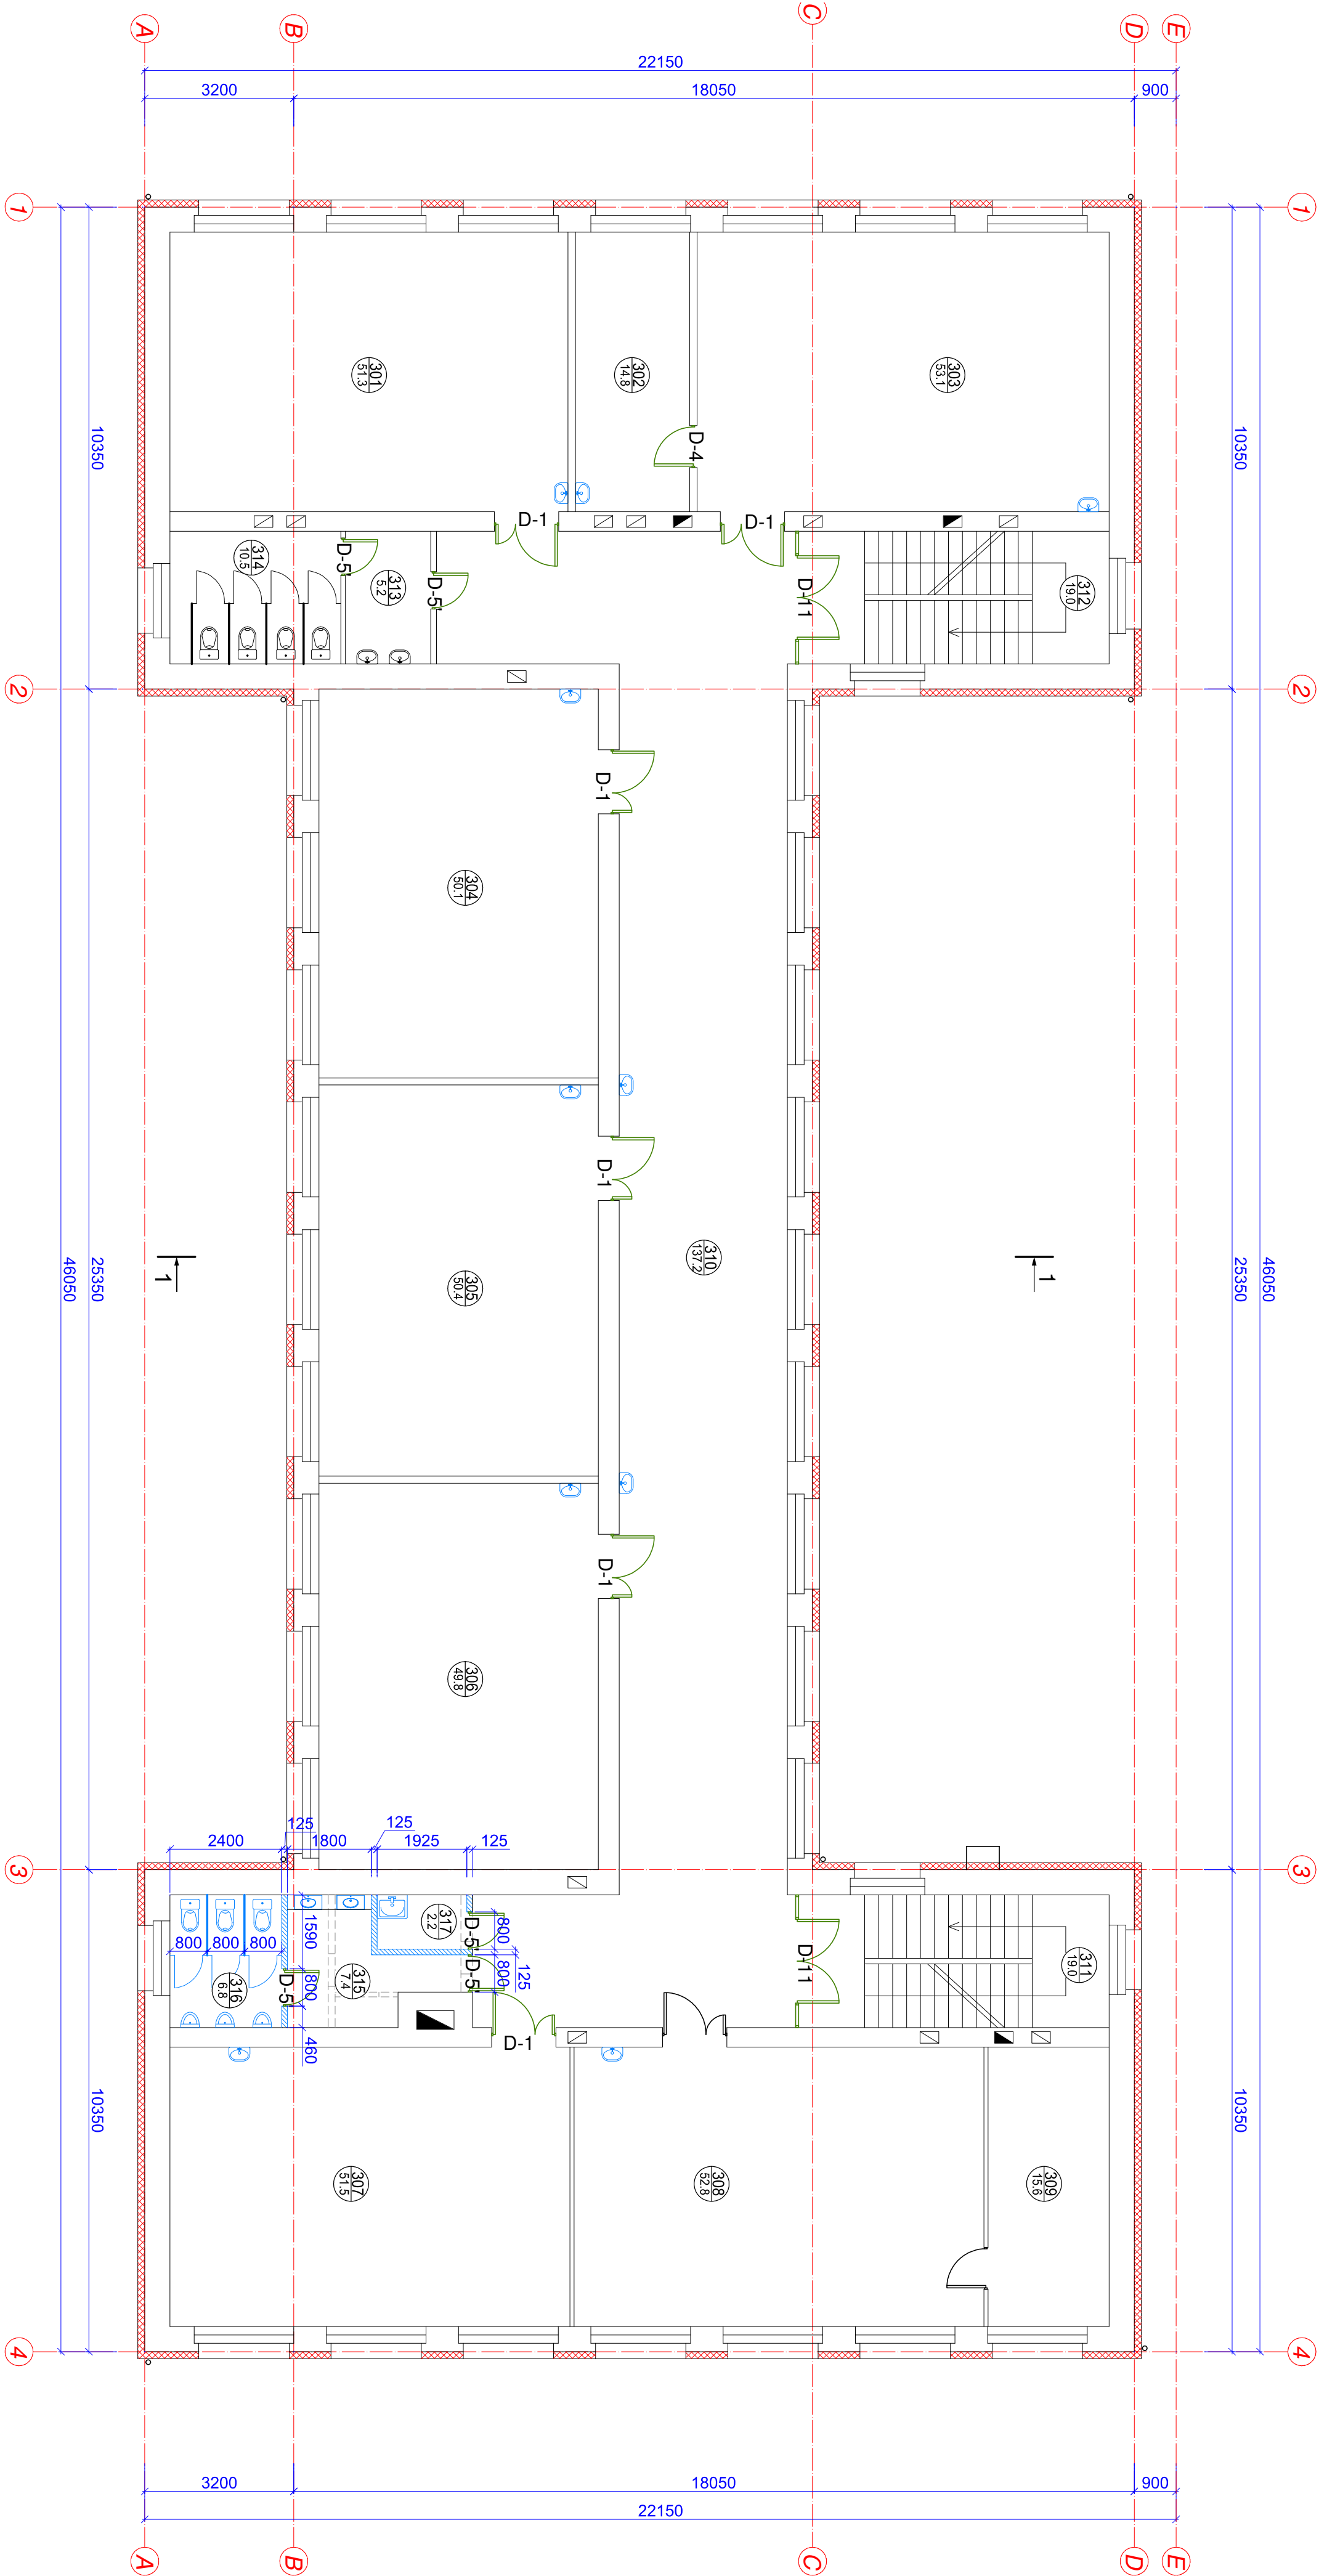 A
B
C
D
E
22150
3200
18050
900
1
1
10350
10350
301
51.3
302
14.8
303
53.1
D-4
D-1
D-1
314
10.5
D-5'
313
5.2
D-5'
D-11
312
19.0
2
2
D-1
304
50.1
D-1
305
50.4
310
137.2
1
1
46050
25350
25350
46050
D-1
306
49.8
125
125
2400
1800
1925
125
3
3
1590
317
2.2
D-5'
800
800 800 800
315
7.4
D-5'
800
125
316
6.8
D-5'
800
D-11
311
19.0
460
D-1
10350
10350
307
51.5
308
52.8
309
15.6
4
4
3200
18050
900
22150
A
B
C
D
E